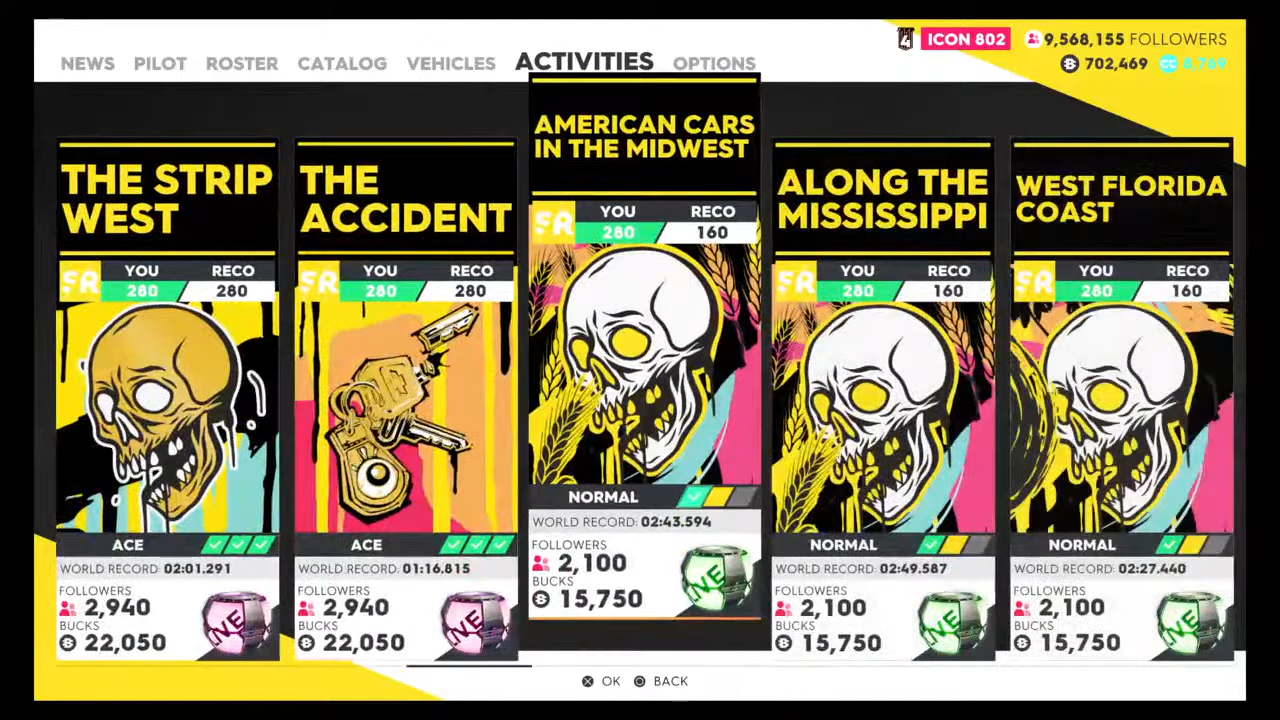 NEWS PILOT ROSTER CATALOG VEHICLES ACTIVITIES OPTIONS
ICON 802 9,568,155 FOLLOWERS
702,469
THE STRIP
WEST
YOU RECO
280 280
ACE
WORLD RECORD: 02:01.291
FOLLOWERS
2,940
BUCKS
22,050
THE
ACCIDENT
YOU RECO
280 280
ACE
WORLD RECORD: 01:16.815
FOLLOWERS
2,940
BUCKS
22,050
AMERICAN CARS
IN THE MIDWEST
YOU RECO
280 160
NORMAL
WORLD RECORD: 02:43.594
FOLLOWERS
2,100
BUCKS
15,750
ALONG THE
MISSISSIPPI
YOU RECO
280 160
NORMAL
WORLD RECORD: 02:49.587
FOLLOWERS
2,100
BUCKS
15,750
WEST FLORIDA
COAST
YOU RECO
280 160
NORMAL
WORLD RECORD: 02:27.440
FOLLOWERS
2,100
BUCKS
15,750
OK BACK